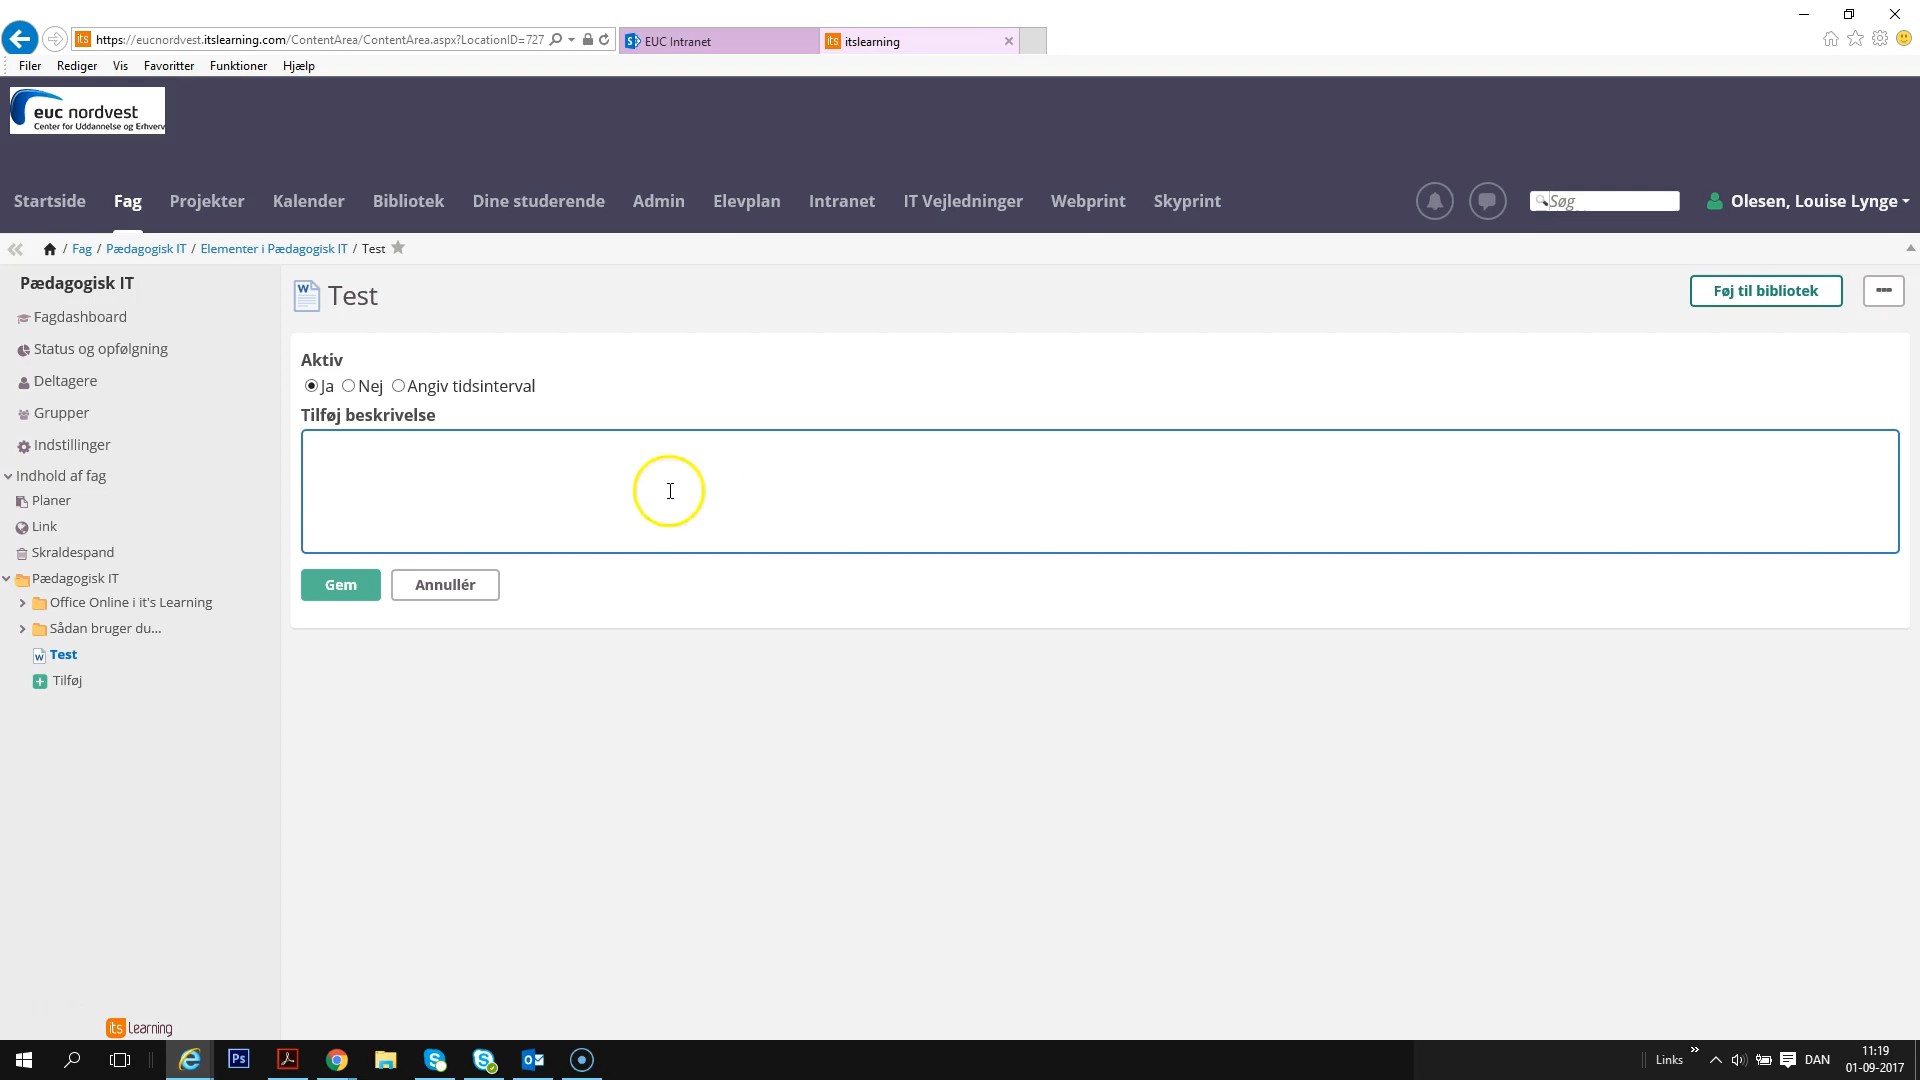 https://eucnordvest.itslearning.com/ContentArea/ContentArea.aspx?LocationID=727
EUC Intranet
itslearning
Filer Rediger Vis Favoritter Funktioner Hjælp
euc nordvest
Center for Uddannelse og Erhverv
Startside Fag Projekter Kalender Bibliotek Dine studerende Admin Elevplan Intranet IT Vejledninger Webprint Skyprint
Søg
Olesen, Louise Lynge
/ Fag / Pædagogisk IT / Elementer i Pædagogisk IT / Test
Pædagogisk IT
Fagdashboard
Status og opfølgning
Deltagere
Grupper
Indstillinger
Indhold af fag
Planer
Link
Skraldespand
Pædagogisk IT
Office Online i it's Learning
Sådan bruger du...
Test
Tilføj
its Learning
Test
Føj til bibliotek
Aktiv
Ja Nej Angiv tidsinterval
Tilføj beskrivelse
Gem Annullér
Links
DAN
11:19
01-09-2017